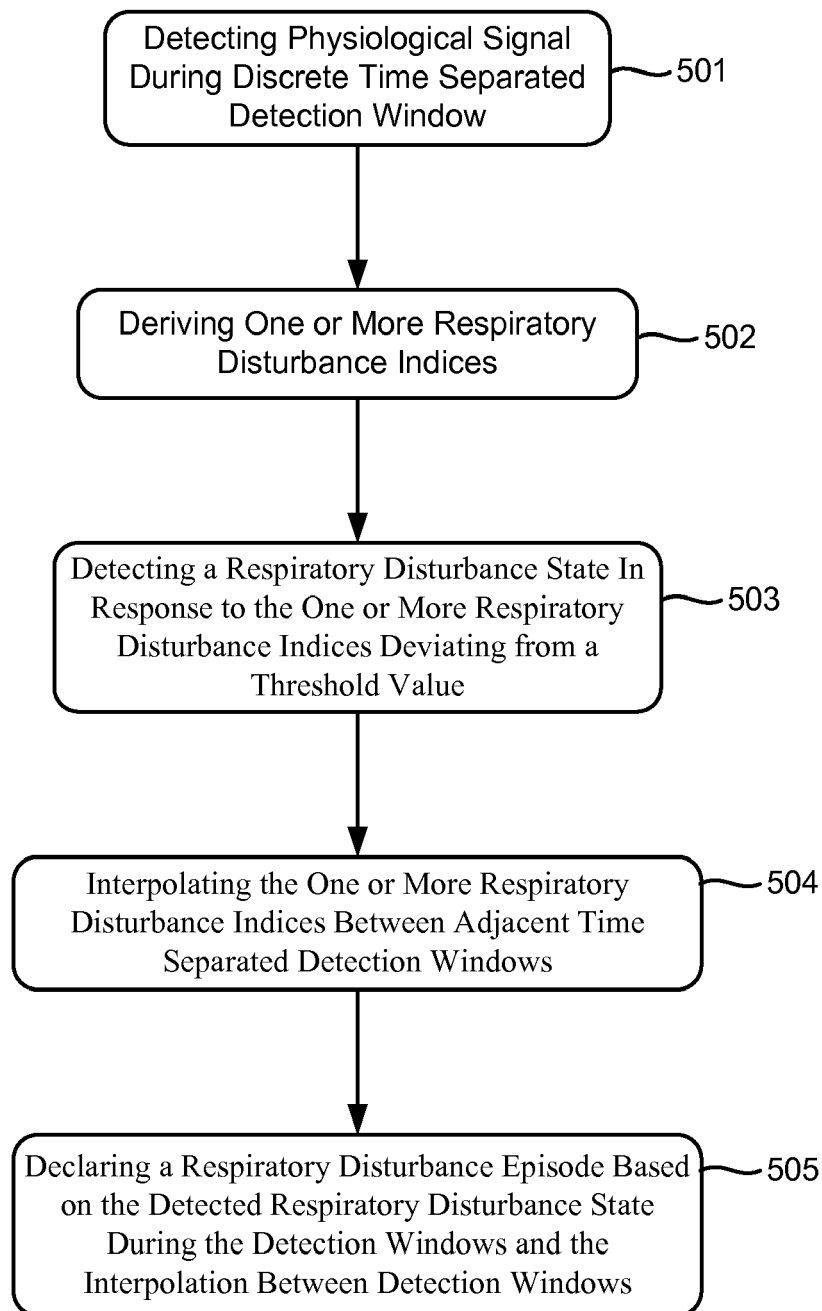 Detecting Physiological Signal
During Discrete Time Separated
Detection Window
501
Deriving One or More Respiratory
Disturbance Indices
502
Detecting a Respiratory Disturbance State In
Response to the One or More Respiratory
Disturbance Indices Deviating from a
Threshold Value
503
Interpolating the One or More Respiratory
Disturbance Indices Between Adjacent Time
Separated Detection Windows
504
Declaring a Respiratory Disturbance Episode Based
on the Detected Respiratory Disturbance State
During the Detection Windows and the
Interpolation Between Detection Windows
505